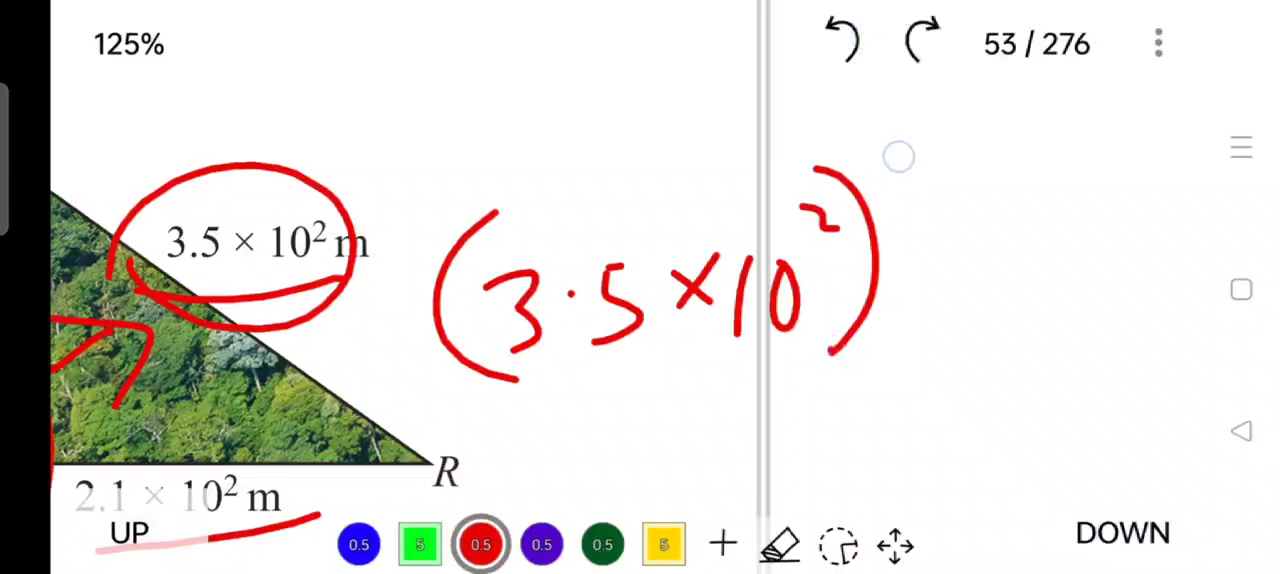 125%
53 / 276
3.5 × 10² m
(3.5×10²)
R
2.1 × 10² m
UP
0.5 5 0.5 0.5 0.5 5
DOWN